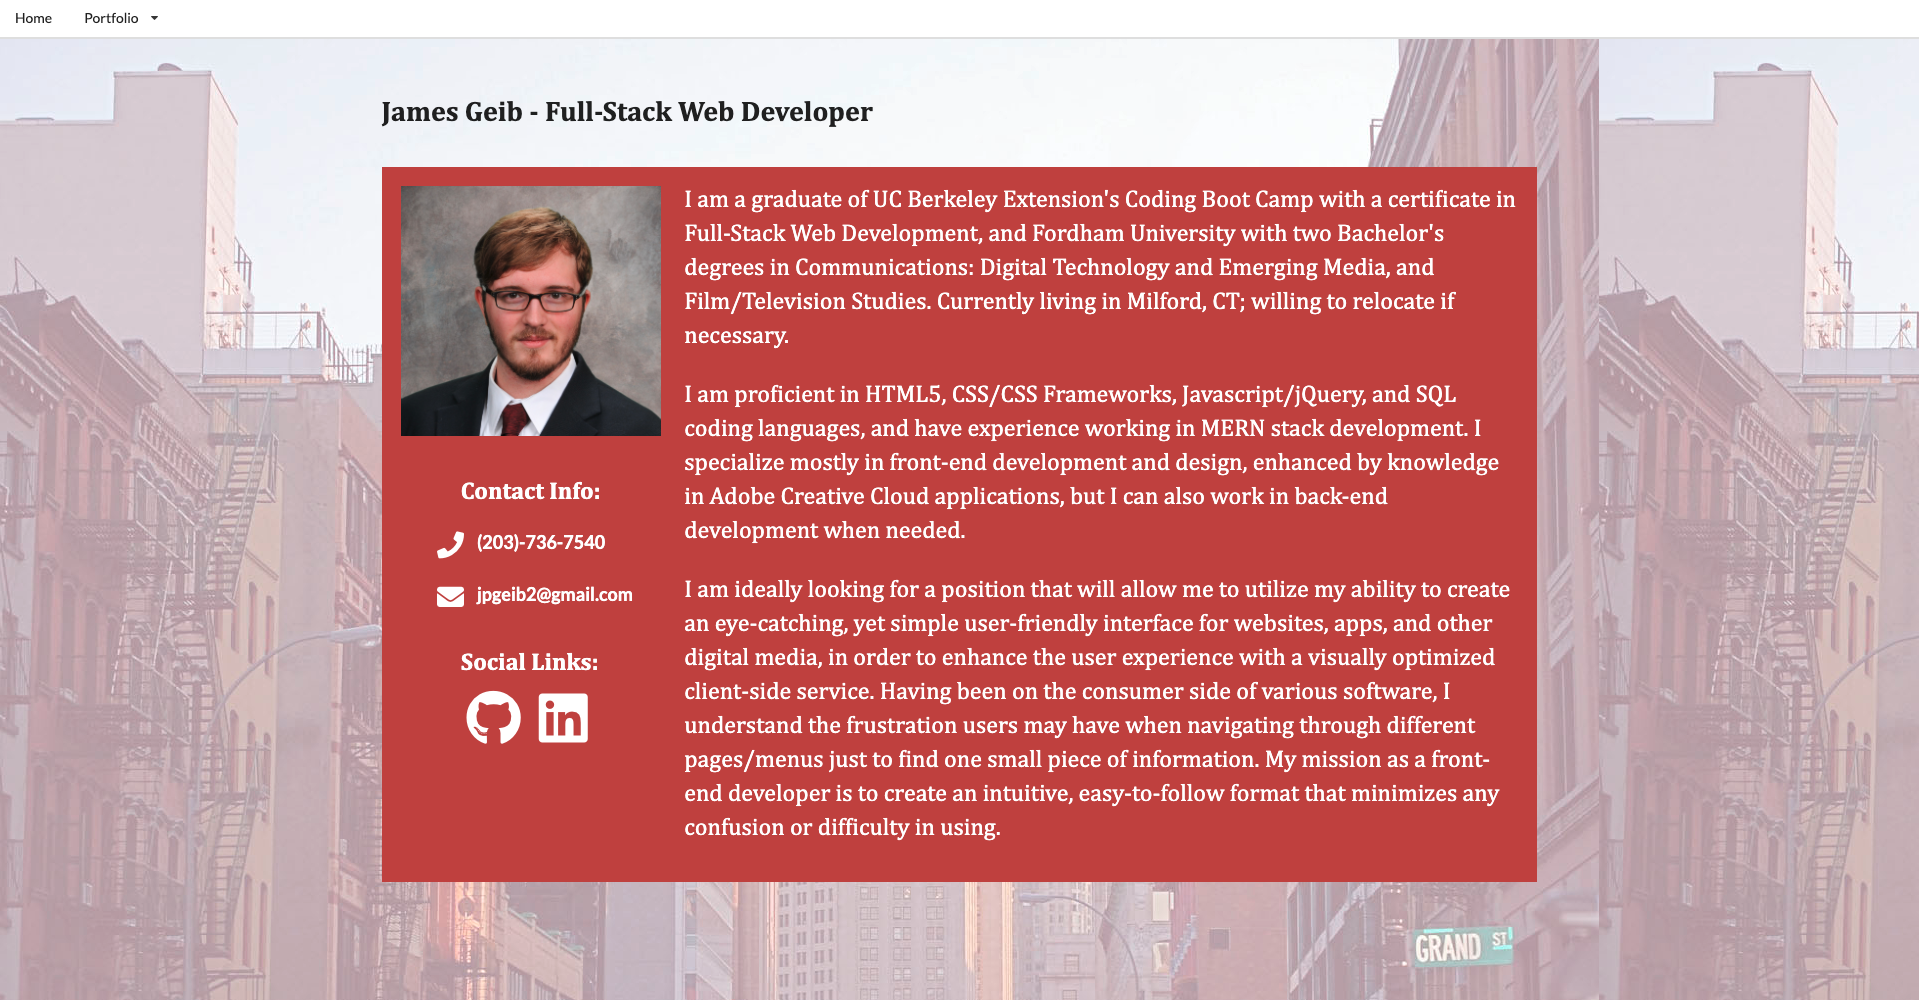 Home
Portfolio
James Geib - Full-Stack Web Developer
I am a graduate of UC Berkeley Extension's Coding Boot Camp with a certificate in
Full-Stack Web Development, and Fordham University with two Bachelor's
degrees in Communications: Digital Technology and Emerging Media, and
Film/Television Studies. Currently living in Milford, CT; willing to relocate if
necessary.
I am proficient in HTML5, CSS/CSS Frameworks, Javascript/jQuery, and SQL
coding languages, and have experience working in MERN stack development. I
specialize mostly in front-end development and design, enhanced by knowledge
in Adobe Creative Cloud applications, but I can also work in back-end
development when needed.
I am ideally looking for a position that will allow me to utilize my ability to create
an eye-catching, yet simple user-friendly interface for websites, apps, and other
digital media, in order to enhance the user experience with a visually optimized
client-side service. Having been on the consumer side of various software, I
understand the frustration users may have when navigating through different
pages/menus just to find one small piece of information. My mission as a front-
end developer is to create an intuitive, easy-to-follow format that minimizes any
confusion or difficulty in using.
Contact Info:
(203)-736-7540
jpgeib2@gmail.com
Social Links:
in
GRAND ST